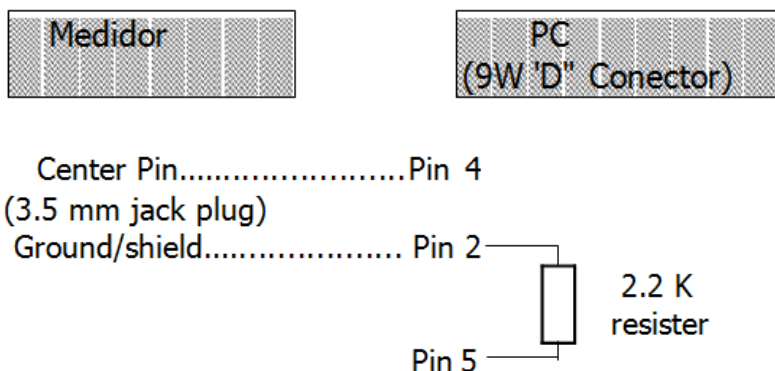 Medidor
PC
(9W 'D" Conector)
Center Pin........................Pin 4
(3.5 mm jack plug)
Ground/shield..................... Pin 2
2.2 K
resister
Pin 5